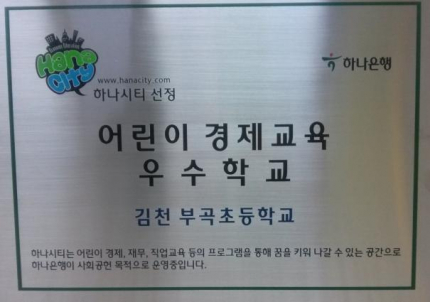 Hana CITY
www.hanacity.com
하나시티 선정
하나은행
어린이 경제교육
우수학교
김천 부곡초등학교
하나시티는 어린이 경제, 재무, 직업교육 등의 프로그램을 통해 꿈을 키워 나갈 수 있는 공간으로
하나은행이 사회공헌 목적으로 운영중입니다.